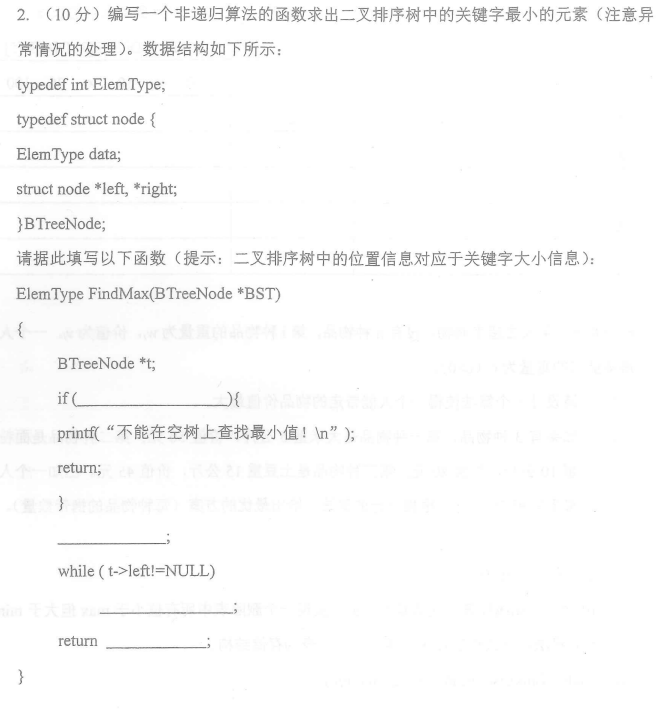 2. （10 分）编写一个非递归算法的函数求出二叉排序树中的关键字最小的元素（注意异
常情况的处理）。数据结构如下所示：
typedef int ElemType;
typedef struct node {
ElemType data;
struct node *left, *right;
}BTreeNode;
请据此填写以下函数（提示：二叉排序树中的位置信息对应于关键字大小信息）：
ElemType FindMax(BTreeNode *BST)
{
BTreeNode *t;
if (________________){
printf(“不能在空树上查找最小值！\n”);
return;
}
____________;
while ( t->left!=NULL)
____________________;
return ____________;
}